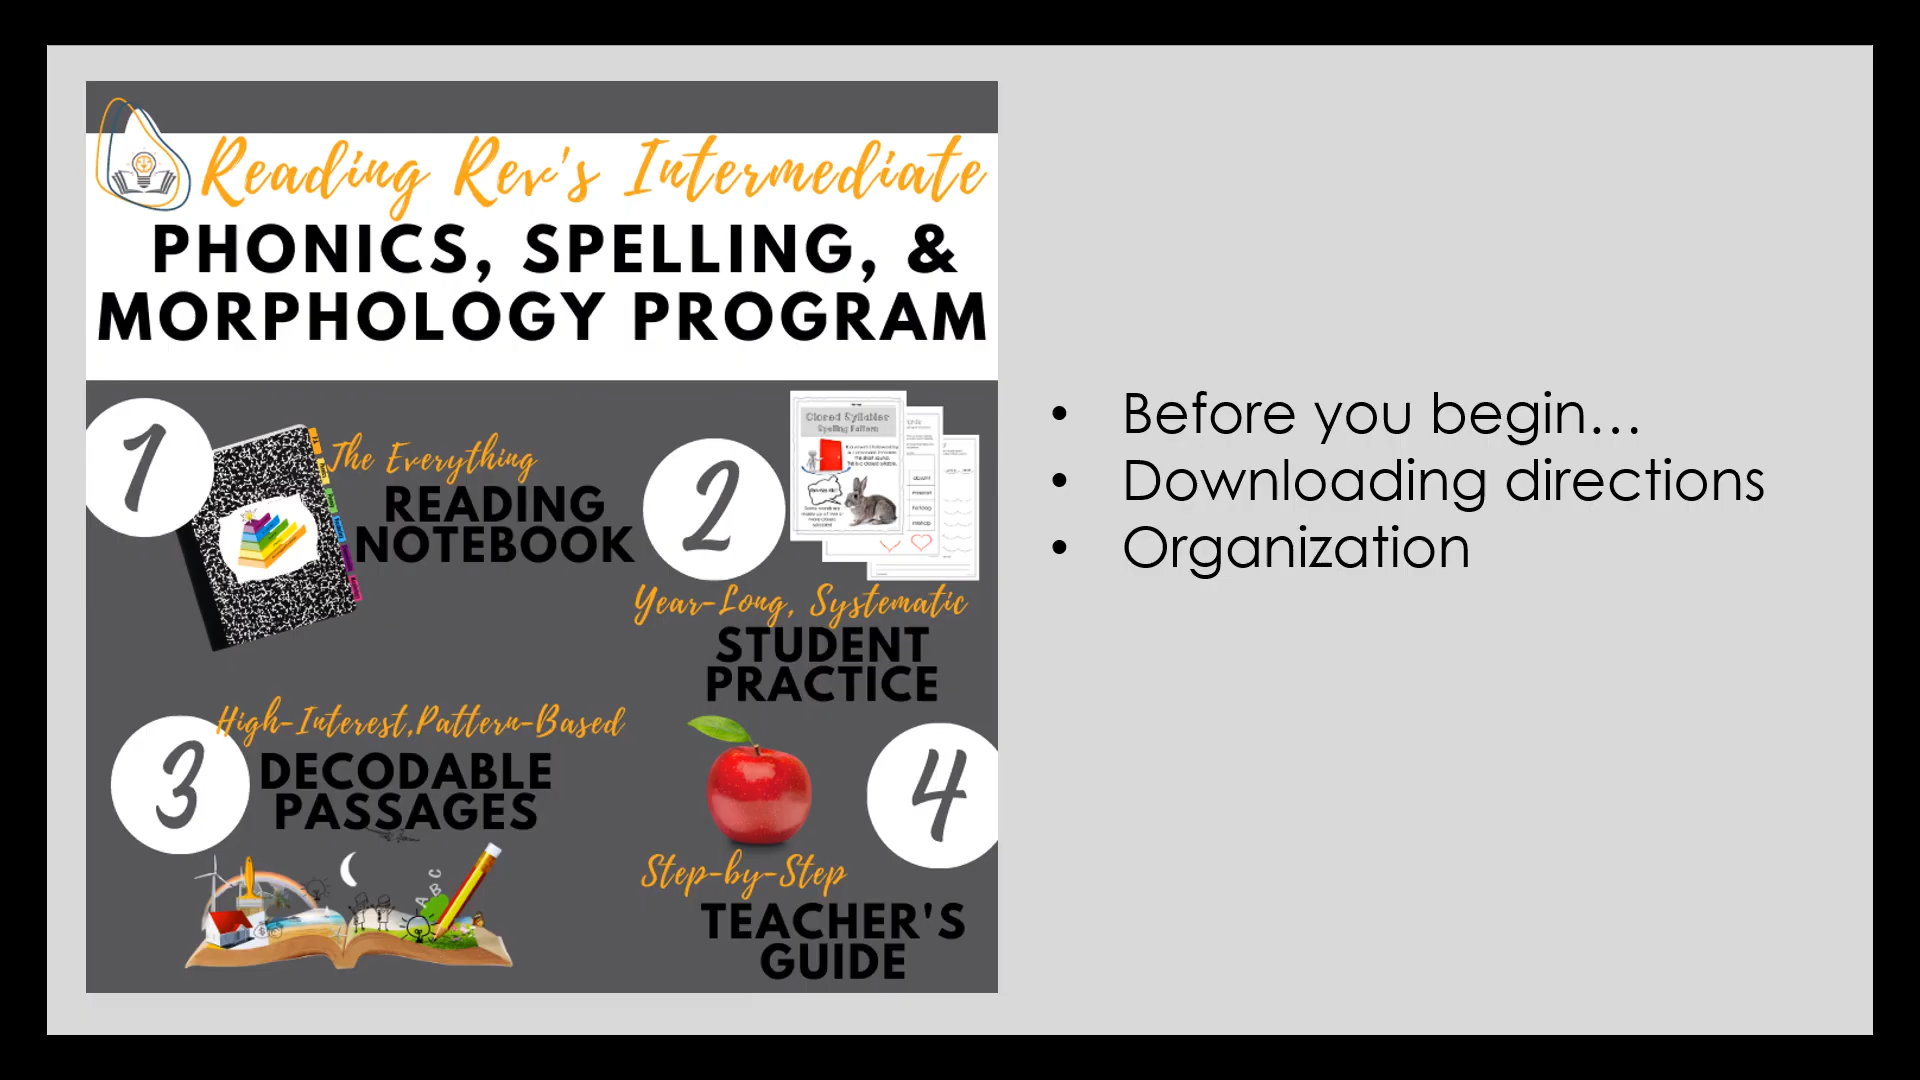 Reading Rev's Intermediate
PHONICS, SPELLING, &
MORPHOLOGY PROGRAM
1
The Everything
READING
NOTEBOOK
2
Closed Syllables
Spelling Pattern
Year-Long, Systematic
STUDENT
PRACTICE
3
High-Interest, Pattern-Based
DECODABLE
PASSAGES
A B C
4
Step-by-Step
TEACHER'S
GUIDE
• Before you begin…
• Downloading directions
• Organization